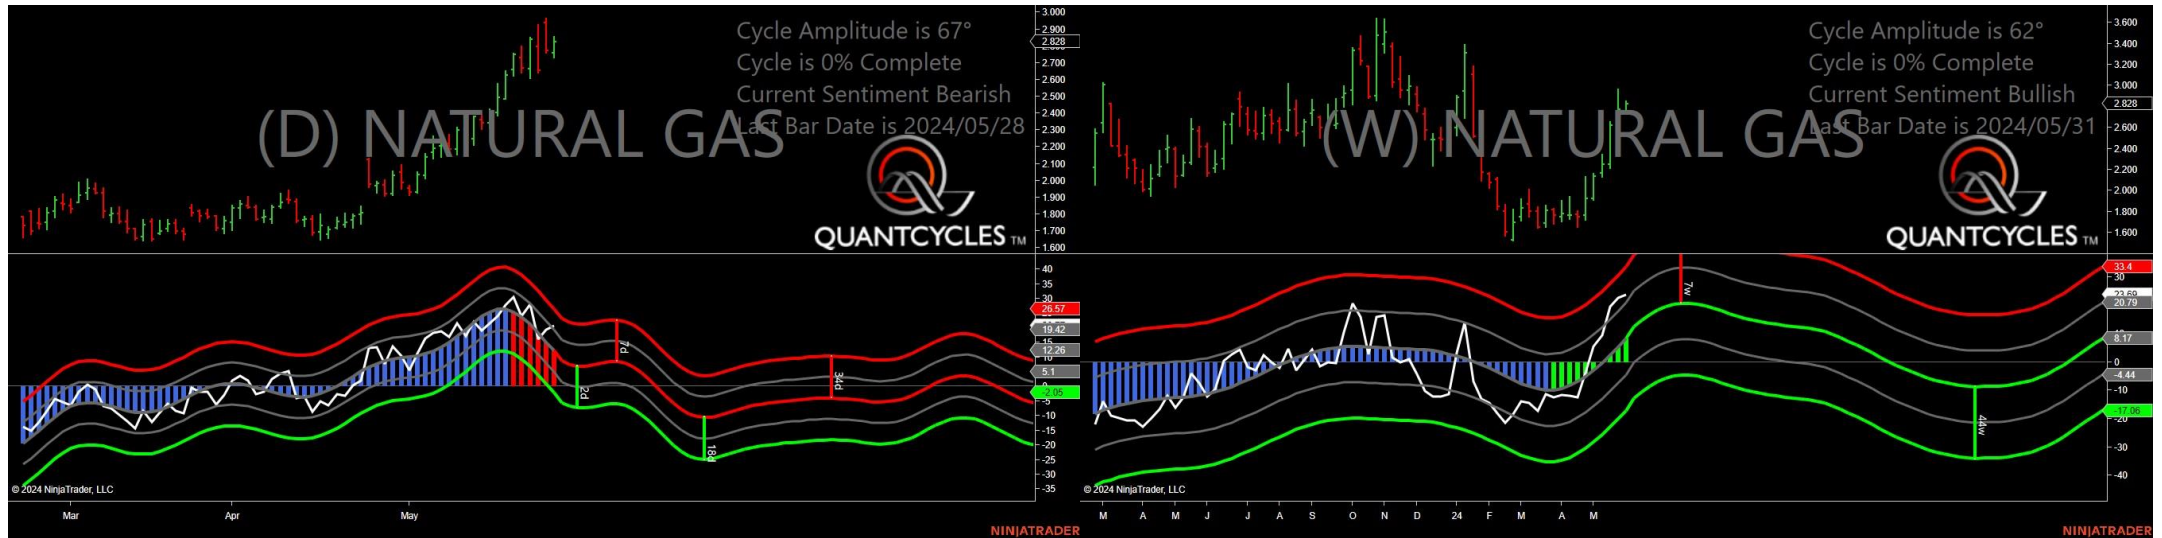 Cycle Amplitude is 67°
Cycle is 0% Complete
Current Sentiment Bearish
Last Bar Date is 2024/05/28
(D) NATURAL GAS
QUANTCYCLES TM
3.000
2.900
2.828
2.700
2.600
2.500
2.400
2.300
2.200
2.100
2.000
1.900
1.800
1.700
1.600
40
35
30
26.57
19.42
15
12.26
5.1
-2.05
-5
-10
-15
-20
-25
-30
-35
7d
2d
18d
34d
© 2024 NinjaTrader, LLC
Mar Apr May
NINJATRADER
Cycle Amplitude is 62°
Cycle is 0% Complete
Current Sentiment Bullish
Last Bar Date is 2024/05/31
(W) NATURAL GAS
QUANTCYCLES TM
3.600
3.400
3.200
3.000
2.828
2.600
2.400
2.200
2.000
1.800
1.600
33.4
30
23.69
20.79
8.17
0
-4.44
-10
-17.06
-20
-30
-40
7w
44w
© 2024 NinjaTrader, LLC
M A M J J A S O N D 24 F M A M
NINJATRADER